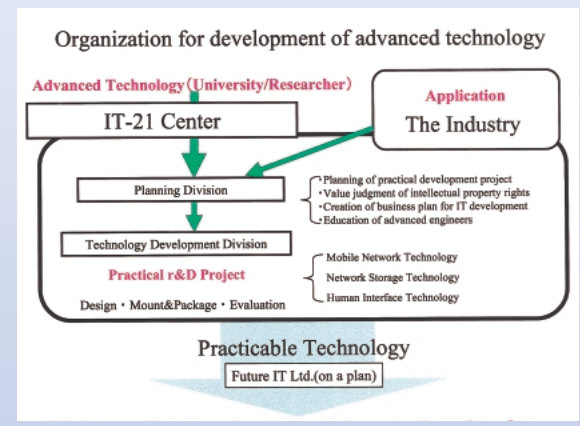 Organization for development of advanced technology
Advanced Technology(University/Researcher)
Application
IT-21 Center
The Industry
Planning Division
・Planning of practical development project
・Value judgment of intellectual property rights
・Creation of business plan for IT development
・Education of advanced engineers
Technology Development Division
Practical r&D Project
Mobile Network Technology
Network Storage Technology
Human Interface Technology
Design・Mount&Package・Evaluation
Practicable Technology
Future IT Ltd.(on a plan)